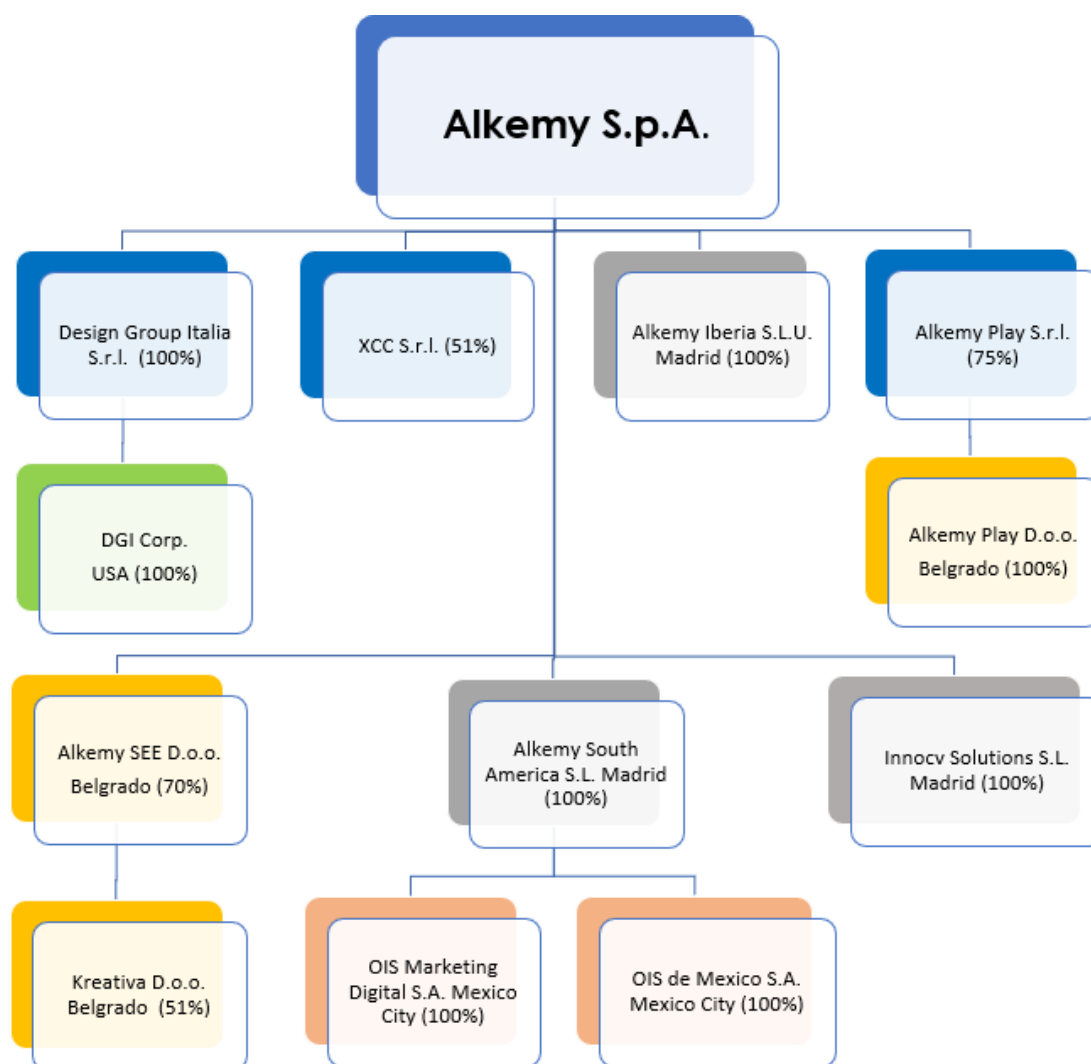 Alkemy S.p.A.
Design Group Italia
S.r.l. (100%)
XCC S.r.l. (51%)
Alkemy Iberia S.L.U.
Madrid (100%)
Alkemy Play S.r.l.
(75%)
DGI Corp.
USA (100%)
Alkemy Play D.o.o.
Belgrado (100%)
Alkemy SEE D.o.o.
Belgrado (70%)
Alkemy South
America S.L. Madrid
(100%)
Innocv Solutions S.L.
Madrid (100%)
Kreativa D.o.o.
Belgrado (51%)
OIS Marketing
Digital S.A. Mexico
City (100%)
OIS de Mexico S.A.
Mexico City (100%)